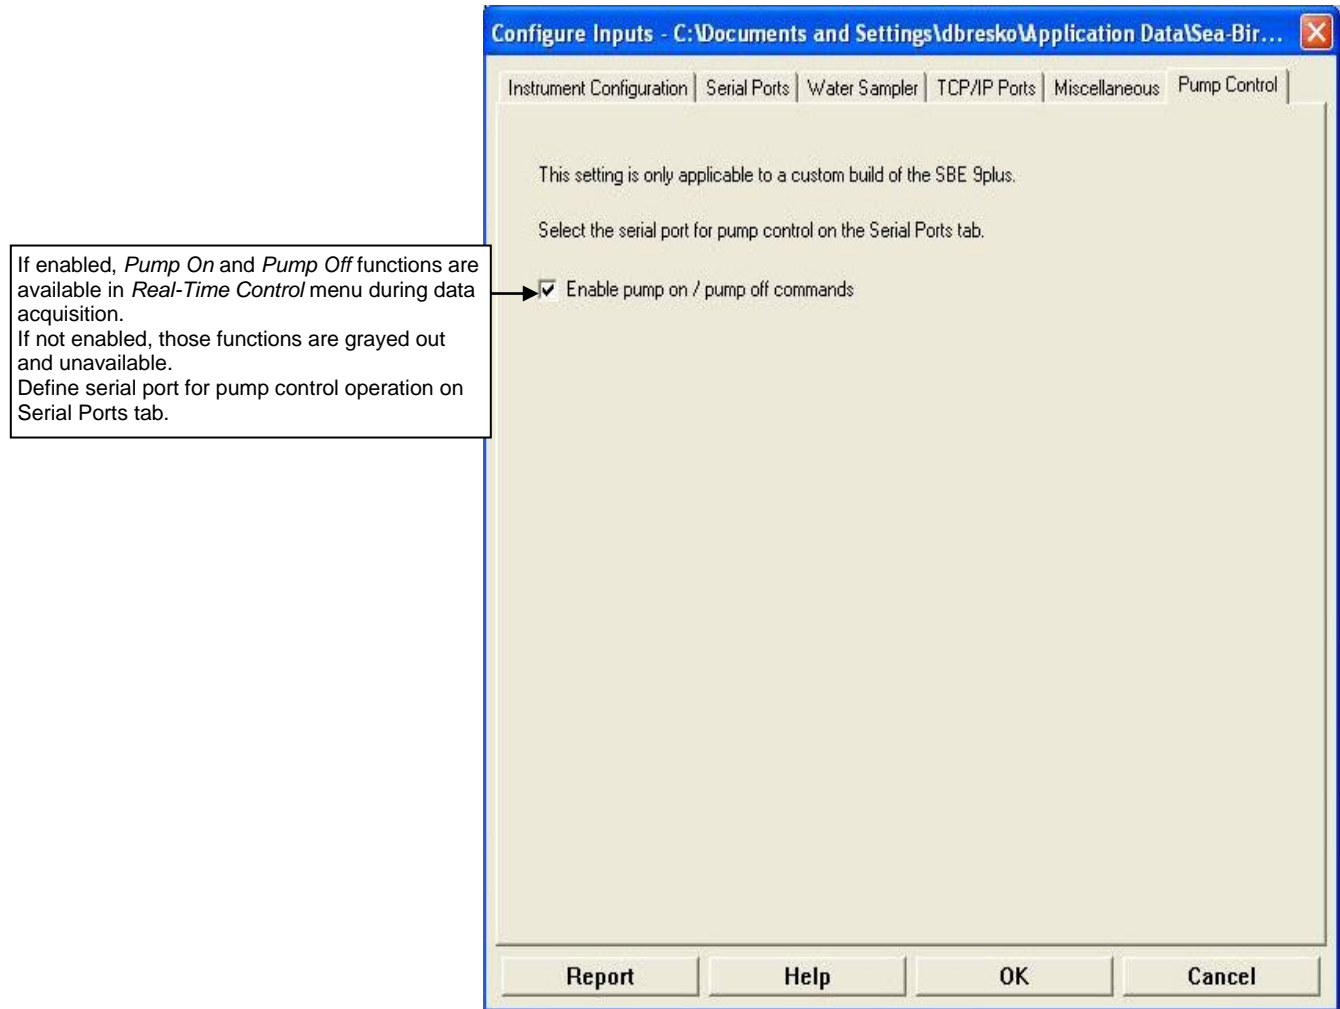 Configure Inputs - C:\Documents and Settings\dbresko\Application Data\Sea-Bir...
Instrument Configuration
Serial Ports
Water Sampler
TCP/IP Ports
Miscellaneous
Pump Control
This setting is only applicable to a custom build of the SBE 9plus.
Select the serial port for pump control on the Serial Ports tab.
If enabled, Pump On and Pump Off functions are
available in Real-Time Control menu during data
acquisition.
If not enabled, those functions are grayed out
and unavailable.
Define serial port for pump control operation on
Serial Ports tab.
Enable pump on / pump off commands
Report
Help
OK
Cancel